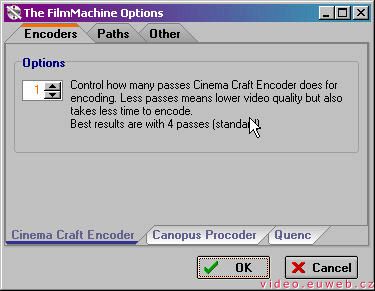 The FilmMachine Options
Encoders Paths Other
Options
1 Control how many passes Cinema Craft Encoder does for
encoding. Less passes means lower video quality but also
takes less time to encode.
Best results are with 4 passes (standard).
Cinema Craft Encoder Canopus Procoder Quenc
OK Cancel
video.euweb.cz